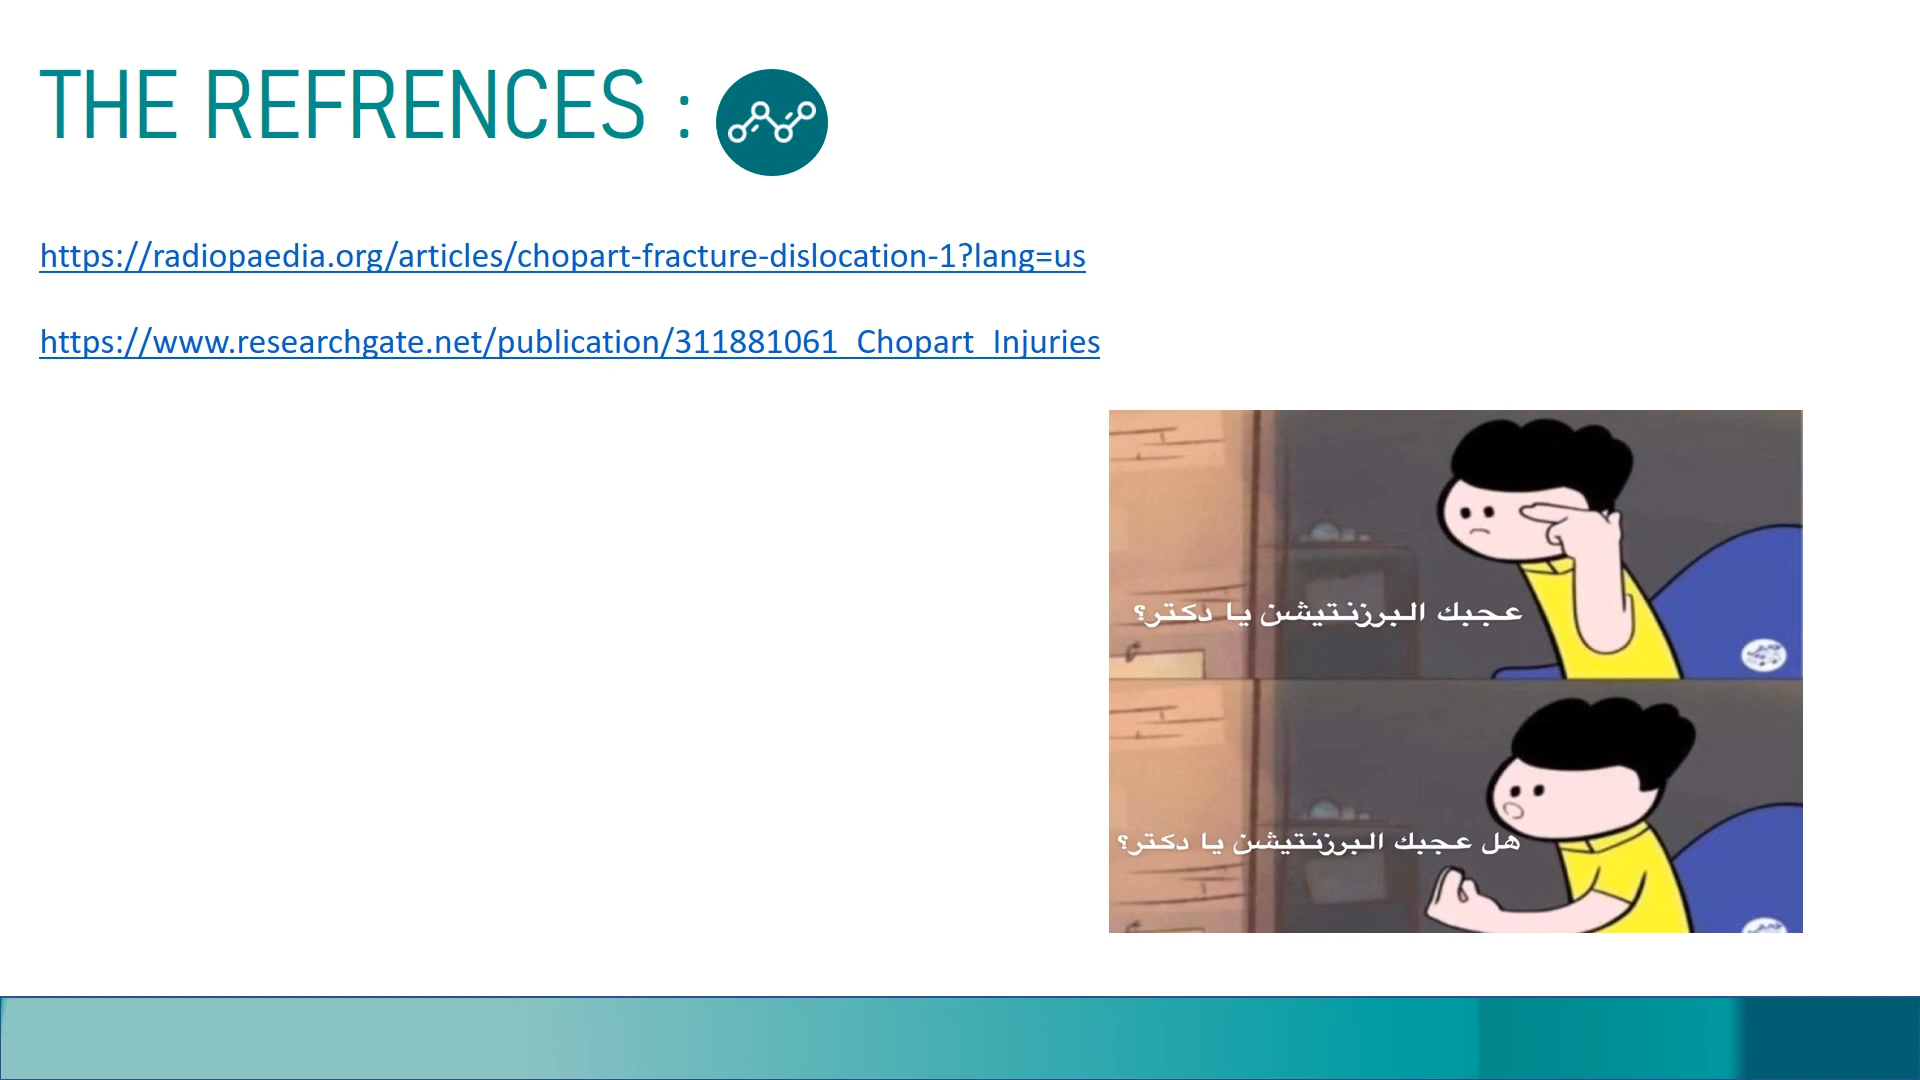 THE REFRENCES :
https://radiopaedia.org/articles/chopart-fracture-dislocation-1?lang=us
https://www.researchgate.net/publication/311881061_Chopart_Injuries
عجبك البرزنتيشن يا دكتر؟
هل عجبك البرزنتيشن يا دكتر؟